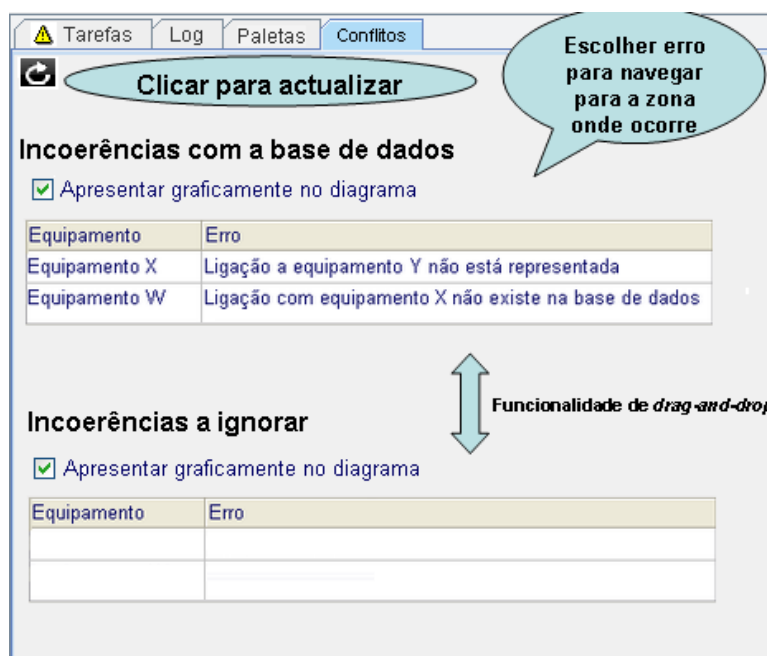 Tarefas Log Paletas Conflitos
Clicar para actualizar
Escolher erro
para navegar
para a zona
onde ocorre
Incoerências com a base de dados
Apresentar graficamente no diagrama
Equipamento Erro
Equipamento X Ligação a equipamento Y não está representada
Equipamento W Ligação com equipamento X não existe na base de dados
Funcionalidade de drag-and-drop
Incoerências a ignorar
Apresentar graficamente no diagrama
Equipamento Erro